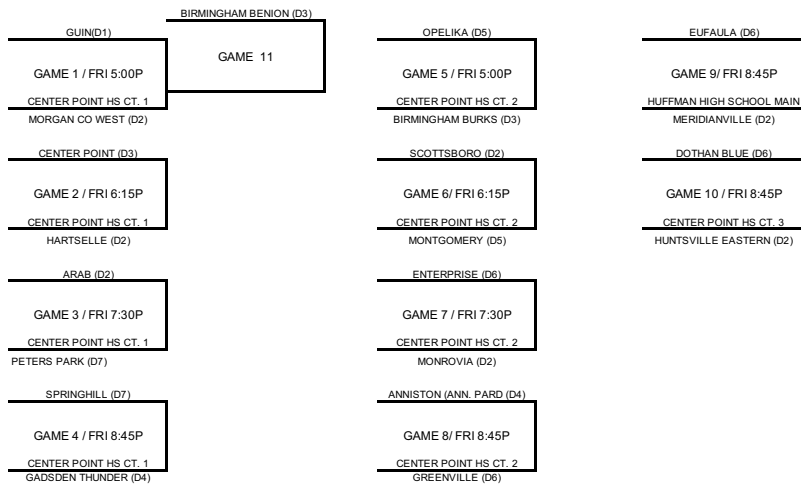 BIRMINGHAM BENION (D3)
GUIN(D1)
GAME 11
GAME 1 / FRI 5:00P
CENTER POINT HS CT. 1
MORGAN CO WEST (D2)
CENTER POINT (D3)
GAME 2 / FRI 6:15P
CENTER POINT HS CT. 1
HARTSELLE (D2)
ARAB (D2)
GAME 3 / FRI 7:30P
CENTER POINT HS CT. 1
PETERS PARK (D7)
SPRINGHILL (D7)
GAME 4 / FRI 8:45P
CENTER POINT HS CT. 1
GADSDEN THUNDER (D4)
OPELIKA (D5)
GAME 5 / FRI 5:00P
CENTER POINT HS CT. 2
BIRMINGHAM BURKS (D3)
SCOTTSBORO (D2)
GAME 6/ FRI 6:15P
CENTER POINT HS CT. 2
MONTGOMERY (D5)
ENTERPRISE (D6)
GAME 7 / FRI 7:30P
CENTER POINT HS CT. 2
MONROVIA (D2)
ANNISTON (ANN. PARD (D4)
GAME 8/ FRI 8:45P
CENTER POINT HS CT. 2
GREENVILLE (D6)
EUFAULA (D6)
GAME 9/ FRI 8:45P
HUFFMAN HIGH SCHOOL MAIN
MERIDIANVILLE (D2)
DOTHAN BLUE (D6)
GAME 10 / FRI 8:45P
CENTER POINT HS CT. 3
HUNTSVILLE EASTERN (D2)